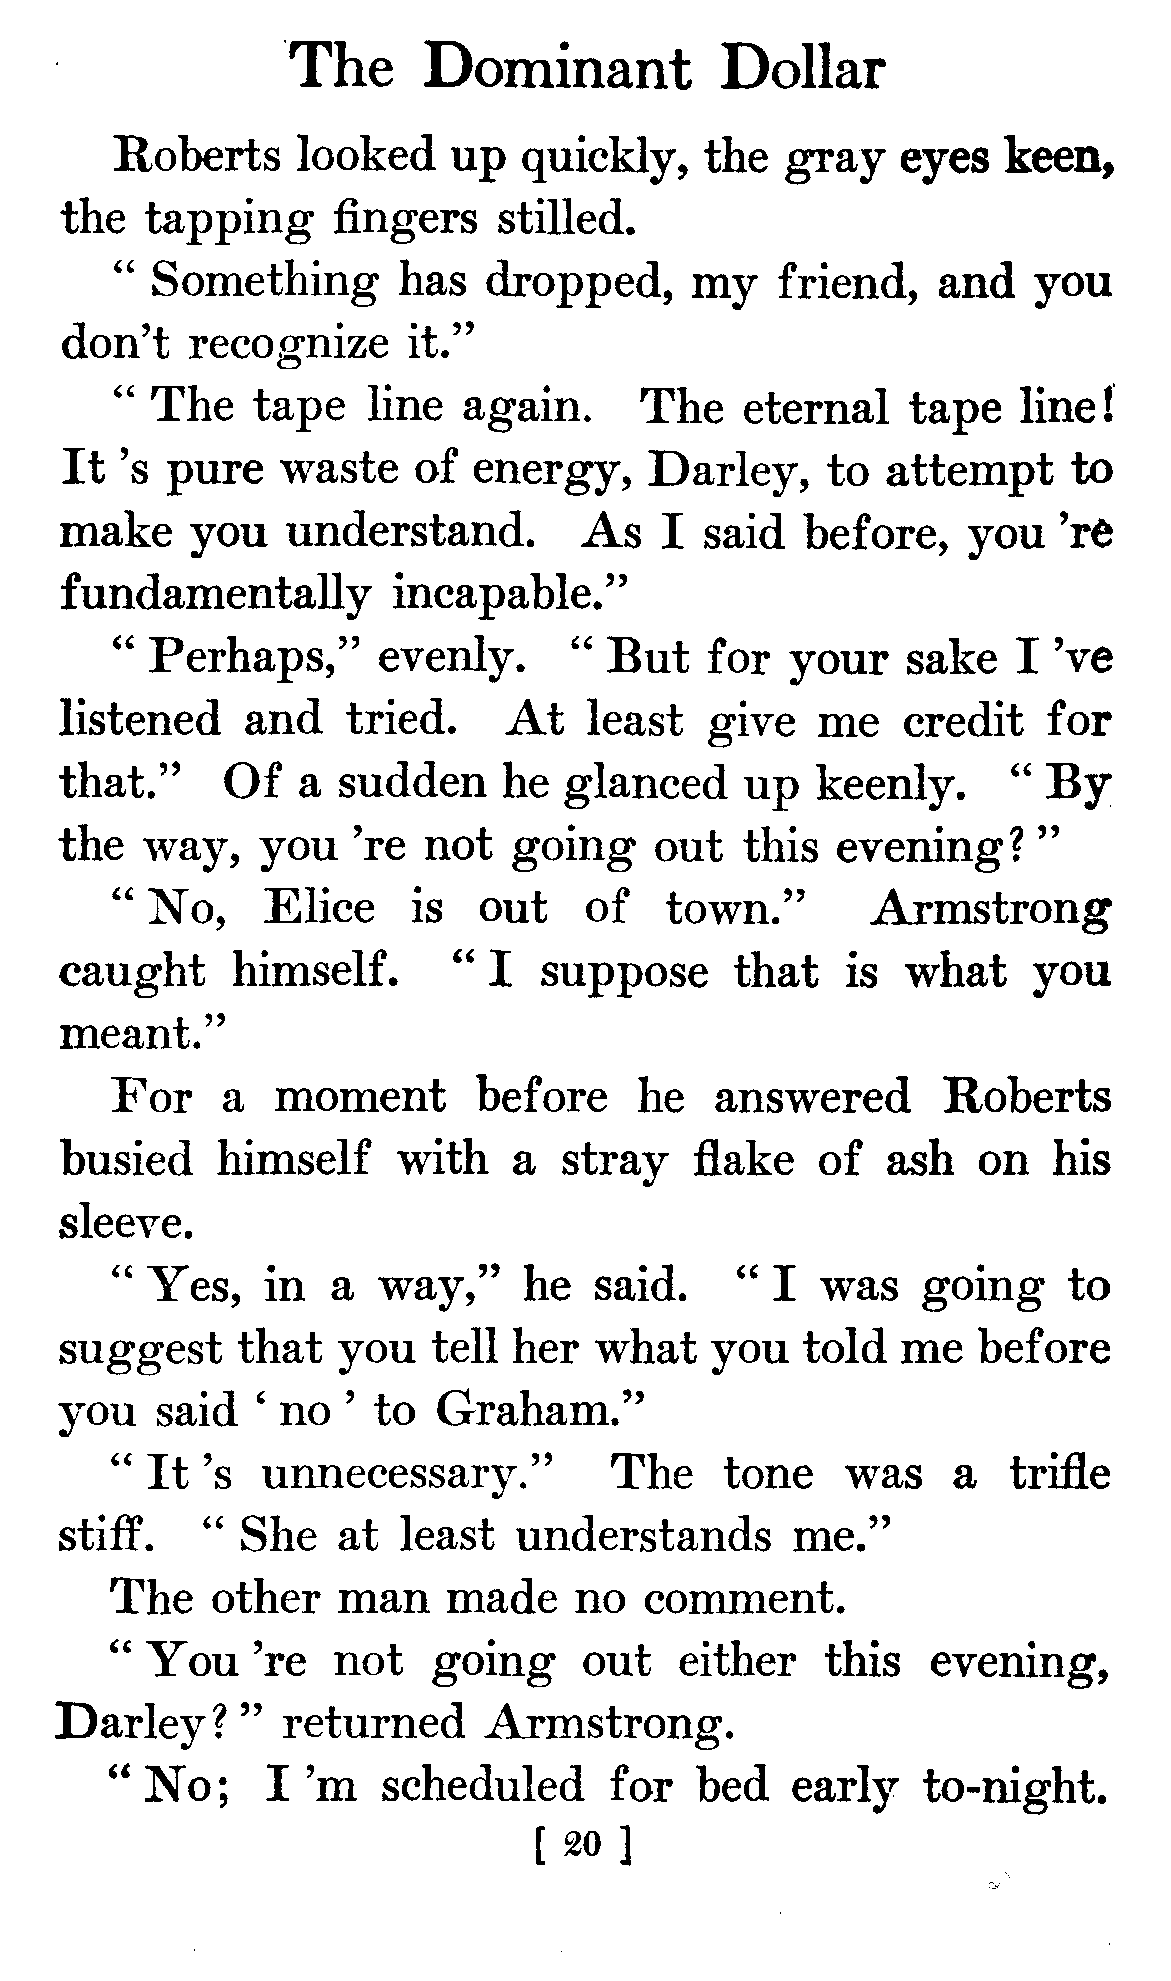 The Dominant Dollar
Roberts looked up quickly, the gray eyes keen,
the tapping fingers stilled.
“ Something has dropped, my friend, and you
don’t recognize it.”
“ The tape line again. The eternal tape line!
It ’s pure waste of energy, Darley, to attempt to
make you understand. As I said before, you ’re
fundamentally incapable.”
“ Perhaps,” evenly. “ But for your sake I ’ve
listened and tried. At least give me credit for
that.” Of a sudden he glanced up keenly. “ By
the way, you ’re not going out this evening? ”
“ No, Elice is out of town.” Armstrong
caught himself. “ I suppose that is what you
meant.”
For a moment before he answered Roberts
busied himself with a stray flake of ash on his
sleeve.
“ Yes, in a way,” he said. “ I was going to
suggest that you tell her what you told me before
you said ‘ no ’ to Graham.”
“ It ’s unnecessary.” The tone was a trifle
stiff. “ She at least understands me.”
The other man made no comment.
“ You ’re not going out either this evening,
Darley? ” returned Armstrong.
“ No; I ’m scheduled for bed early to-night.
[ 20 ]